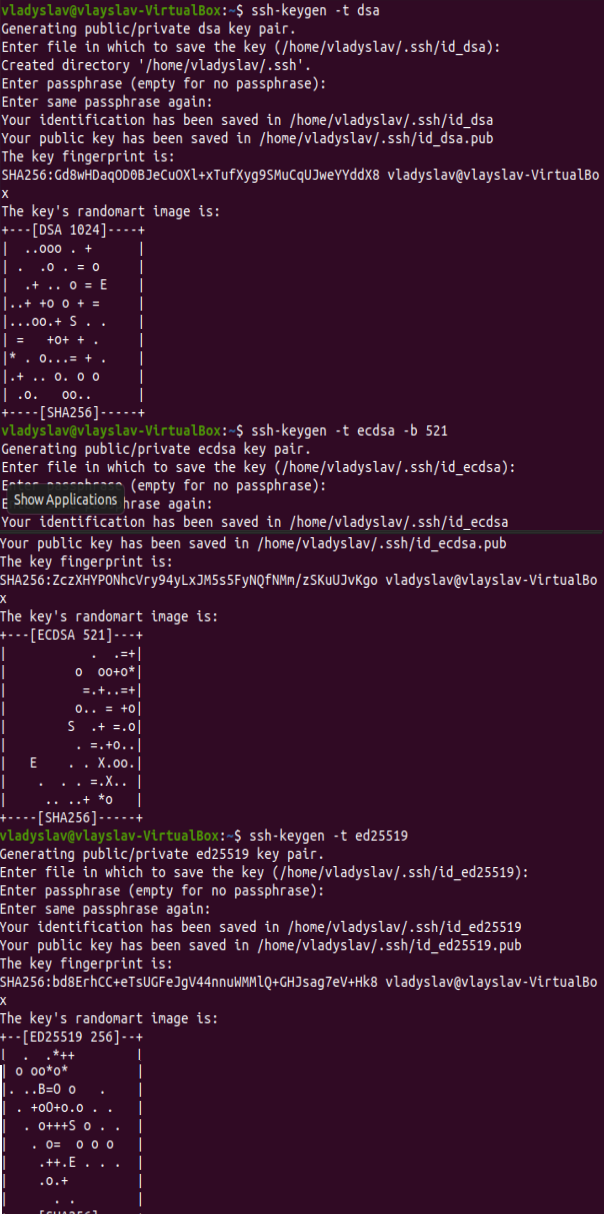 vladyslav@vlayslav-VirtualBox:~$ ssh-keygen -t dsa
Generating public/private dsa key pair.
Enter file in which to save the key (/home/vladyslav/.ssh/id_dsa):
Created directory '/home/vladyslav/.ssh'.
Enter passphrase (empty for no passphrase):
Enter same passphrase again:
Your identification has been saved in /home/vladyslav/.ssh/id_dsa
Your public key has been saved in /home/vladyslav/.ssh/id_dsa.pub
The key fingerprint is:
SHA256:Gd8wHDaqOD0BJeCuOXl+xTufXyg9SMuCqUJweYYddX8 vladyslav@vlayslav-VirtualBo
x
The key's randomart image is:
+---[DSA 1024]----+
|  ..ooo . +      |
| .  .o . = o     |
|  .+ .. o = E    |
|..+ +o o + =     |
|...oo.+ S . .    |
| =   +o+ + .     |
|* . o...= + .    |
|.+ .. o. o o     |
| .o.   oo..      |
+----[SHA256]-----+
vladyslav@vlayslav-VirtualBox:~$ ssh-keygen -t ecdsa -b 521
Generating public/private ecdsa key pair.
Enter file in which to save the key (/home/vladyslav/.ssh/id_ecdsa):
Enter passphrase (empty for no passphrase):
Show Applications
hrase again:
Your identification has been saved in /home/vladyslav/.ssh/id_ecdsa
Your public key has been saved in /home/vladyslav/.ssh/id_ecdsa.pub
The key fingerprint is:
SHA256:ZczXHYPONhcVry94yLxJM5s5FyNQfNMm/zSKuUJvKgo vladyslav@vlayslav-VirtualBo
x
The key's randomart image is:
+---[ECDSA 521]---+
|           .  .=+|
|         o  oo+o*|
|          =.+..=+|
|         o.. = +o|
|        S  .+ =.o|
|         . =.+o..|
|   E    . . X.oo.|
|    .  . . =.X.. |
|     .. ..+ *o   |
+----[SHA256]-----+
vladyslav@vlayslav-VirtualBox:~$ ssh-keygen -t ed25519
Generating public/private ed25519 key pair.
Enter file in which to save the key (/home/vladyslav/.ssh/id_ed25519):
Enter passphrase (empty for no passphrase):
Enter same passphrase again:
Your identification has been saved in /home/vladyslav/.ssh/id_ed25519
Your public key has been saved in /home/vladyslav/.ssh/id_ed25519.pub
The key fingerprint is:
SHA256:bd8ErhCC+eTsUGFeJgV44nnuWMMlQ+GHJsag7eV+Hk8 vladyslav@vlayslav-VirtualBo
x
The key's randomart image is:
+--[ED25519 256]--+
|  .  .*++        |
| o oo*o*         |
|. ..B=O o   .    |
| . +oO+o.o . .   |
|  . o+++S o . .  |
|   . o=  o o o   |
|    .++.E . . .  |
|    .o.+         |
|      . .        |
+----[SHA256]-----+